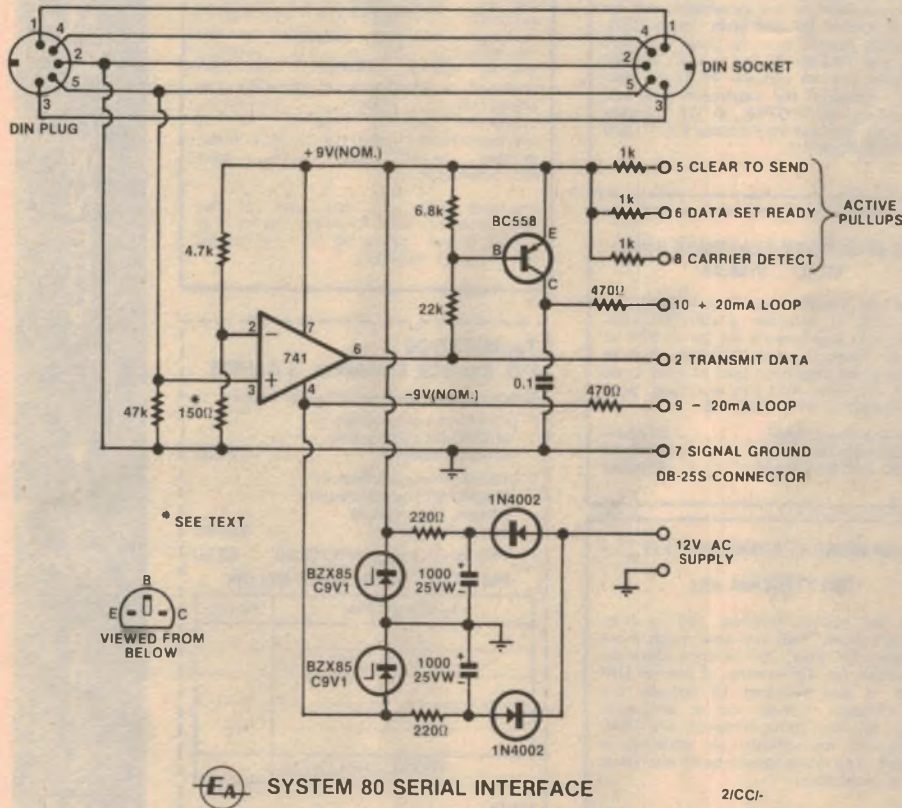 1
4
2
5
3
DIN PLUG
1
4
2
5
3
DIN SOCKET
+9V(NOM.)
1k
5 CLEAR TO SEND
1k
6 DATA SET READY
ACTIVE
PULLUPS
1k
8 CARRIER DETECT
4.7k
6.8k
BC558
B
E
C
22k
470Ω
10 + 20mA LOOP
2
−
741
7
6
+
3
4
2 TRANSMIT DATA
0.1
47k
*
150Ω
−9V(NOM.)
470Ω
9 − 20mA LOOP
7 SIGNAL GROUND
DB-25S CONNECTOR
* SEE TEXT
1N4002
220Ω
12V AC
SUPPLY
BZX85
C9V1
1000
25VW
+
−
B
E
C
VIEWED FROM
BELOW
BZX85
C9V1
1000
25VW
+
−
220Ω
1N4002
EA SYSTEM 80 SERIAL INTERFACE
2/CC/-